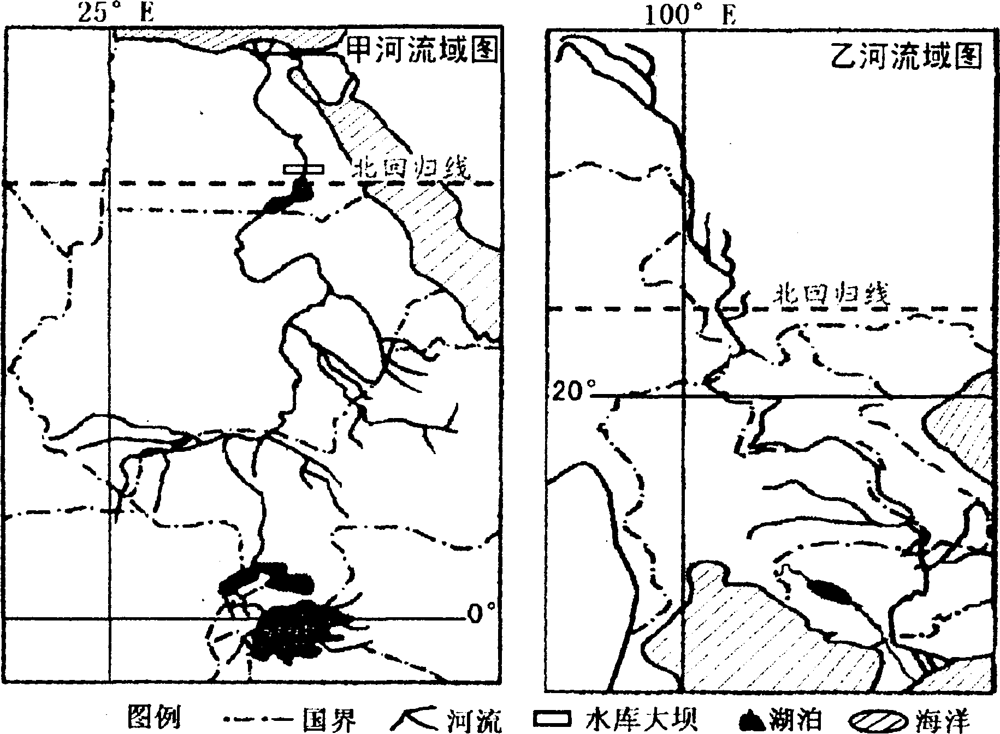 25° E
甲河流域图
北回归线
0°
100° E
乙河流域图
北回归线
20°
图例 国界 河流 水库大坝 湖泊 海洋